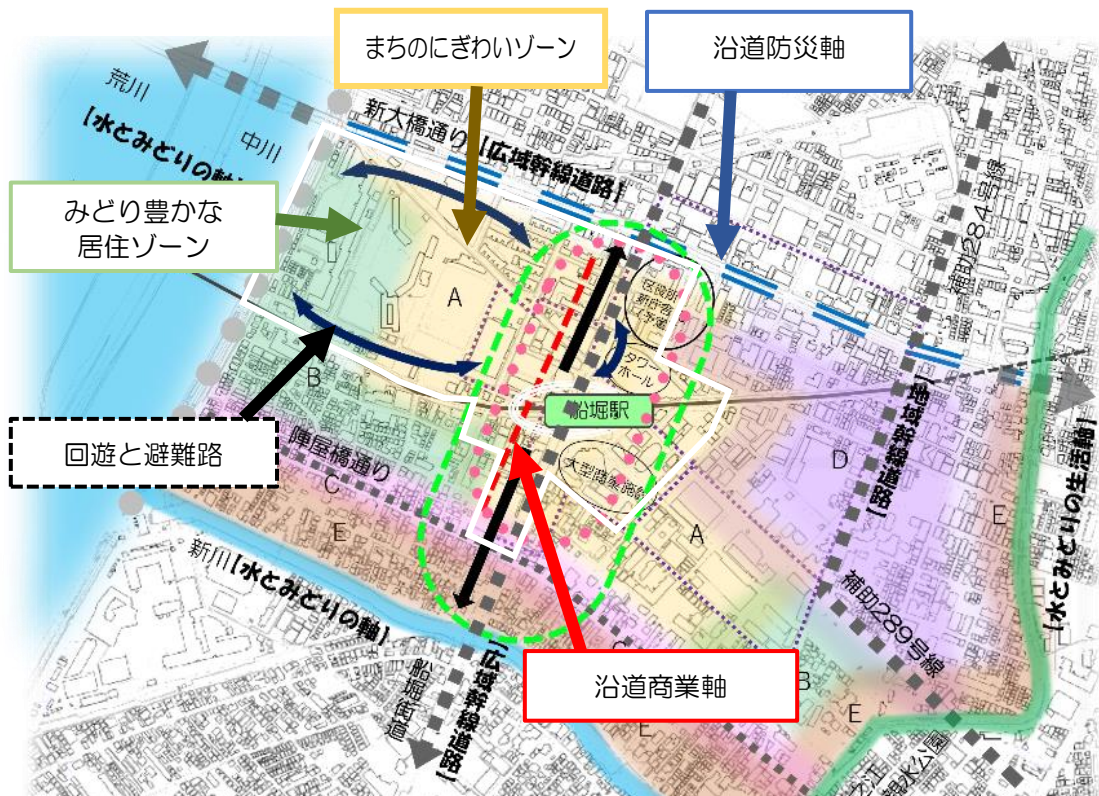 まちのにぎわいゾーン
沿道防災軸
荒川
中川
【水とみどりの軸】
新大橋通り【広域幹線道路】
補助284号線
みどり豊かな
居住ゾーン
A
区役所
新庁舎
タワー
ホール
船堀駅
B
回遊と避難路
陣屋橋通り
C
大型商業施設
D
【地域幹線道路】
E
A
E
【水とみどりの生活軸】
新川【水とみどりの軸】
補助289号線
沿道商業軸
C
B
E
E
船堀街道
【広域幹線道路】
親水公園